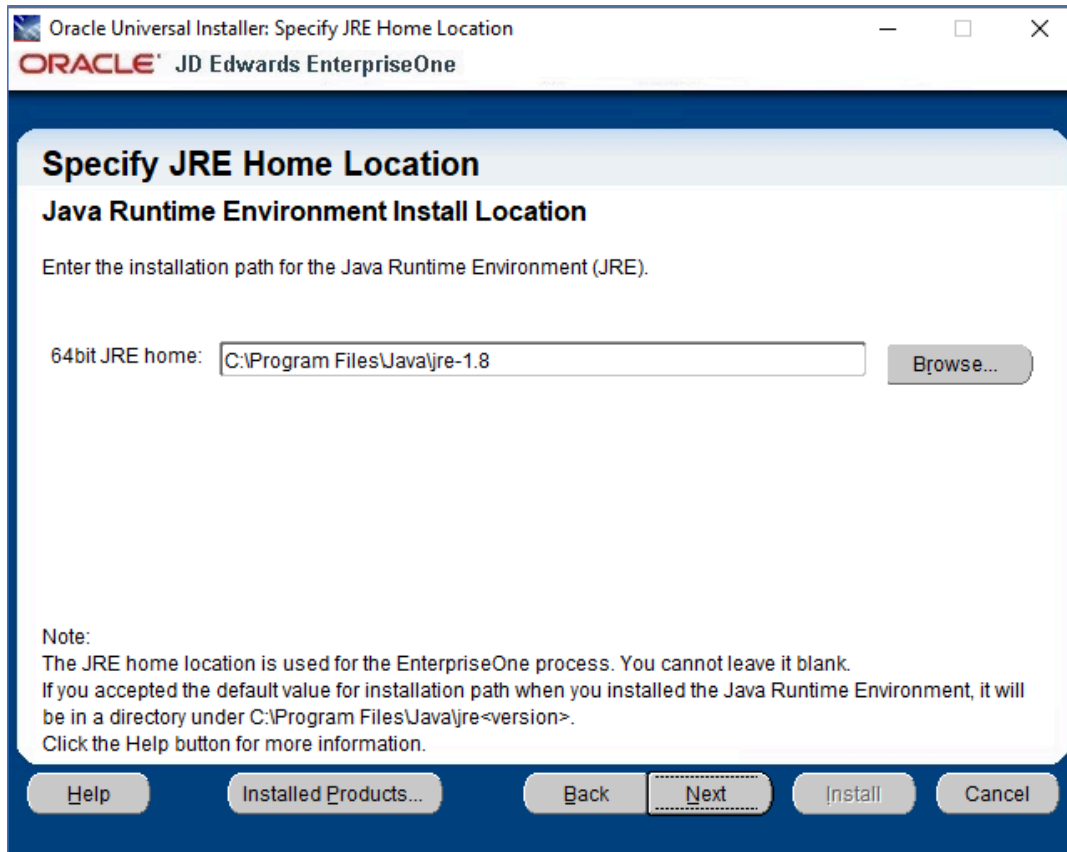 Oracle Universal Installer: Specify JRE Home Location
ORACLE® JD Edwards EnterpriseOne
Specify JRE Home Location
Java Runtime Environment Install Location
Enter the installation path for the Java Runtime Environment (JRE).
64bit JRE home: C:\Program Files\Java\jre-1.8 Browse...
Note:
The JRE home location is used for the EnterpriseOne process. You cannot leave it blank.
If you accepted the default value for installation path when you installed the Java Runtime Environment, it will
be in a directory under C:\Program Files\Java\jre<version>.
Click the Help button for more information.
Help Installed Products... Back Next Install Cancel